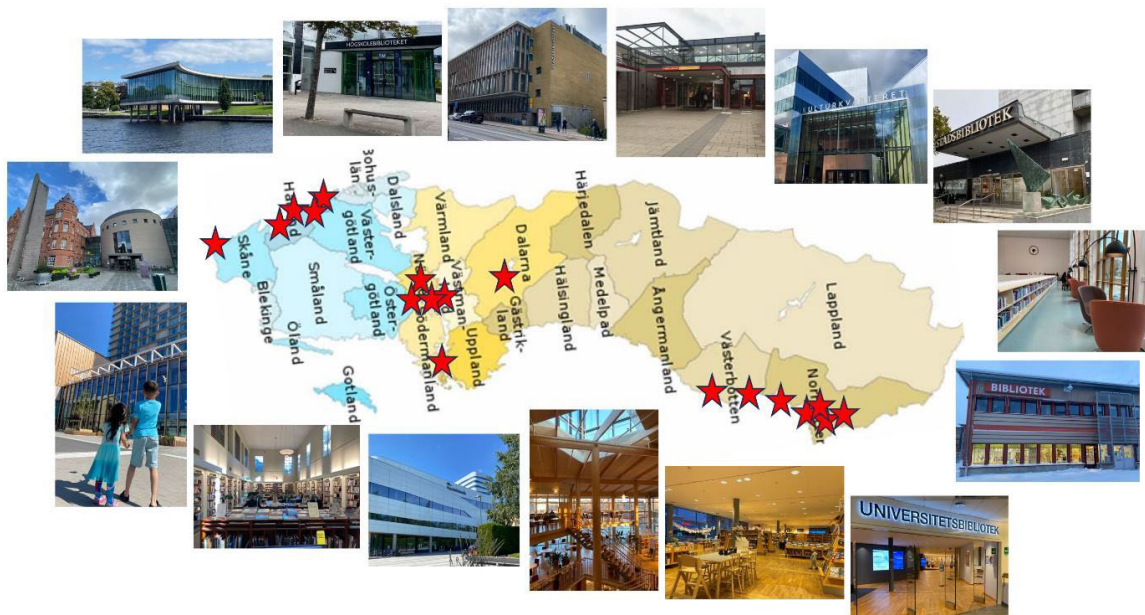 HÖGSKOLEBIBLIOTEKET
KULTURKVARTERET
STADSBIBLIOTEK
Bohus-
län
Dalsland
Värmland
Härjedalen
Jämtland
Väster-
götland
Dalarna
Skåne
Småland
Öster-
götland
Västman-
Södermanland
Uppland
Gästrik-
land
Hälsingland
Medelpad
Ångermanland
Lappland
Blekinge
Öland
Gotland
Västerbotten
BIBLIOTEK
UNIVERSITETSBIBLIOTEK